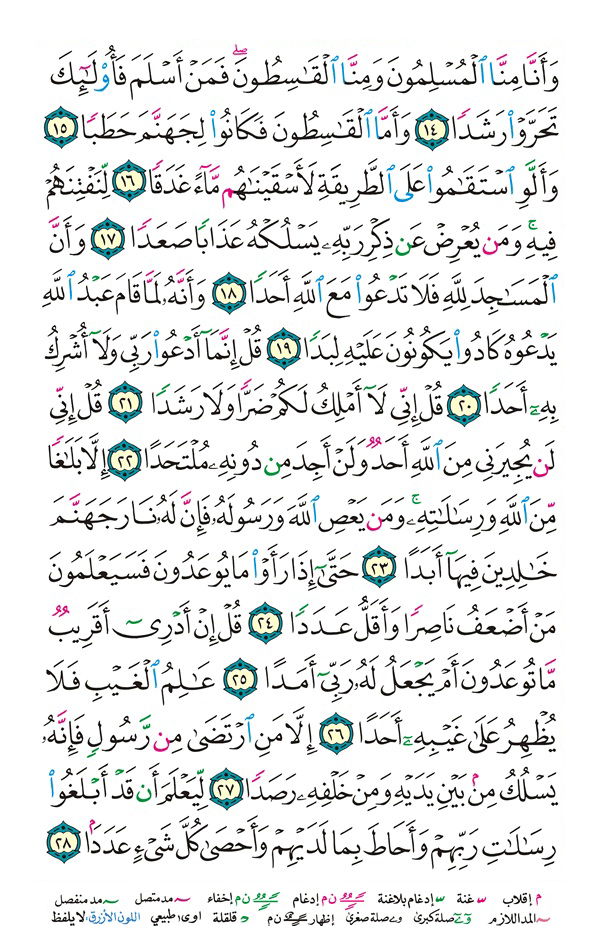 وَأَنَّا مِنَّا ٱلْمُسْلِمُونَ وَمِنَّا ٱلْقَـٰسِطُونَ ۖ فَمَنْ أَسْلَمَ فَأُو۟لَـٰٓئِكَ
تَحَرَّوْا۟ رَشَدًا ١٤ وَأَمَّا ٱلْقَـٰسِطُونَ فَكَانُوا۟ لِجَهَنَّمَ حَطَبًا ١٥
وَأَلَّوِ ٱسْتَقَـٰمُوا۟ عَلَى ٱلطَّرِيقَةِ لَأَسْقَيْنَـٰهُم مَّآءً غَدَقًا ١٦ لِّنَفْتِنَهُمْ
فِيهِ ۚ وَمَن يُعْرِضْ عَن ذِكْرِ رَبِّهِۦ يَسْلُكْهُ عَذَابًا صَعَدًا ١٧ وَأَنَّ
ٱلْمَسَـٰجِدَ لِلَّهِ فَلَا تَدْعُوا۟ مَعَ ٱللَّهِ أَحَدًا ١٨ وَأَنَّهُۥ لَمَّا قَامَ عَبْدُ ٱللَّهِ
يَدْعُوهُ كَادُوا۟ يَكُونُونَ عَلَيْهِ لِبَدًا ١٩ قُلْ إِنَّمَآ أَدْعُوا۟ رَبِّى وَلَآ أُشْرِكُ
بِهِۦٓ أَحَدًا ٢٠ قُلْ إِنِّى لَآ أَمْلِكُ لَكُمْ ضَرًّا وَلَا رَشَدًا ٢١ قُلْ إِنِّى
لَن يُجِيرَنِى مِنَ ٱللَّهِ أَحَدٌ وَلَنْ أَجِدَ مِن دُونِهِۦ مُلْتَحَدًا ٢٢ إِلَّا بَلَـٰغًا
مِّنَ ٱللَّهِ وَرِسَـٰلَـٰتِهِۦ ۚ وَمَن يَعْصِ ٱللَّهَ وَرَسُولَهُۥ فَإِنَّ لَهُۥ نَارَ جَهَنَّمَ
خَـٰلِدِينَ فِيهَآ أَبَدًا ٢٣ حَتَّىٰٓ إِذَا رَأَوْا۟ مَا يُوعَدُونَ فَسَيَعْلَمُونَ
مَنْ أَضْعَفُ نَاصِرًا وَأَقَلُّ عَدَدًا ٢٤ قُلْ إِنْ أَدْرِىٓ أَقَرِيبٌ
مَّا تُوعَدُونَ أَمْ يَجْعَلُ لَهُۥ رَبِّىٓ أَمَدًا ٢٥ عَـٰلِمُ ٱلْغَيْبِ فَلَا
يُظْهِرُ عَلَىٰ غَيْبِهِۦٓ أَحَدًا ٢٦ إِلَّا مَنِ ٱرْتَضَىٰ مِن رَّسُولٍ فَإِنَّهُۥ
يَسْلُكُ مِنۢ بَيْنِ يَدَيْهِ وَمِنْ خَلْفِهِۦ رَصَدًا ٢٧ لِّيَعْلَمَ أَن قَدْ أَبْلَغُوا۟
رِسَـٰلَـٰتِ رَبِّهِمْ وَأَحَاطَ بِمَا لَدَيْهِمْ وَأَحْصَىٰ كُلَّ شَىْءٍ عَدَدًۢا ٢٨
م إقلاب غنة إدغام بلاغنة ن م إدغام ن م إخفاء مد متصل مد منفصل
المد اللازم صلة كبرى صلة صغرى إظهار ن م قلقلة اوى: طبيعي اللون الأزرق: لا يلفظ